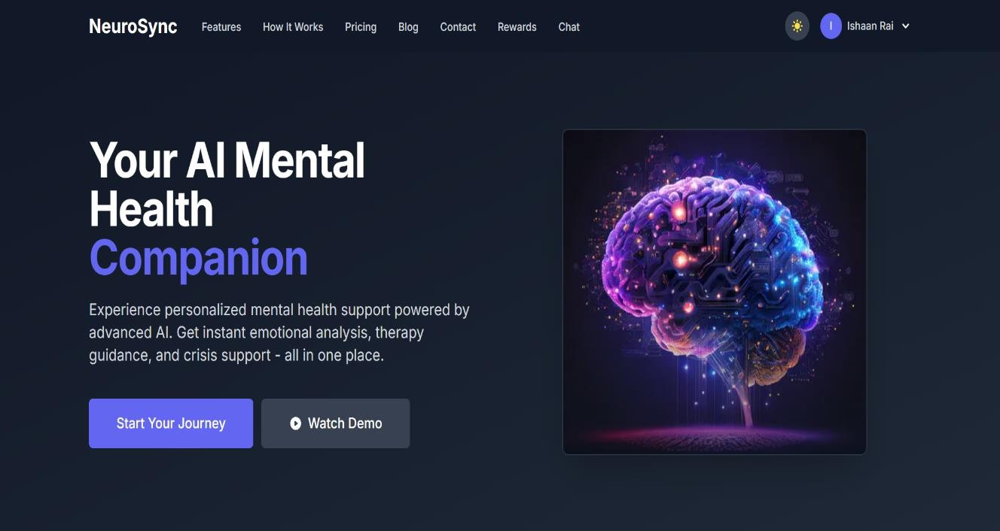 NeuroSync Features How It Works Pricing Blog Contact Rewards Chat I Ishaan Rai
Your AI Mental
Health
Companion
Experience personalized mental health support powered by
advanced AI. Get instant emotional analysis, therapy
guidance, and crisis support - all in one place.
Start Your Journey Watch Demo